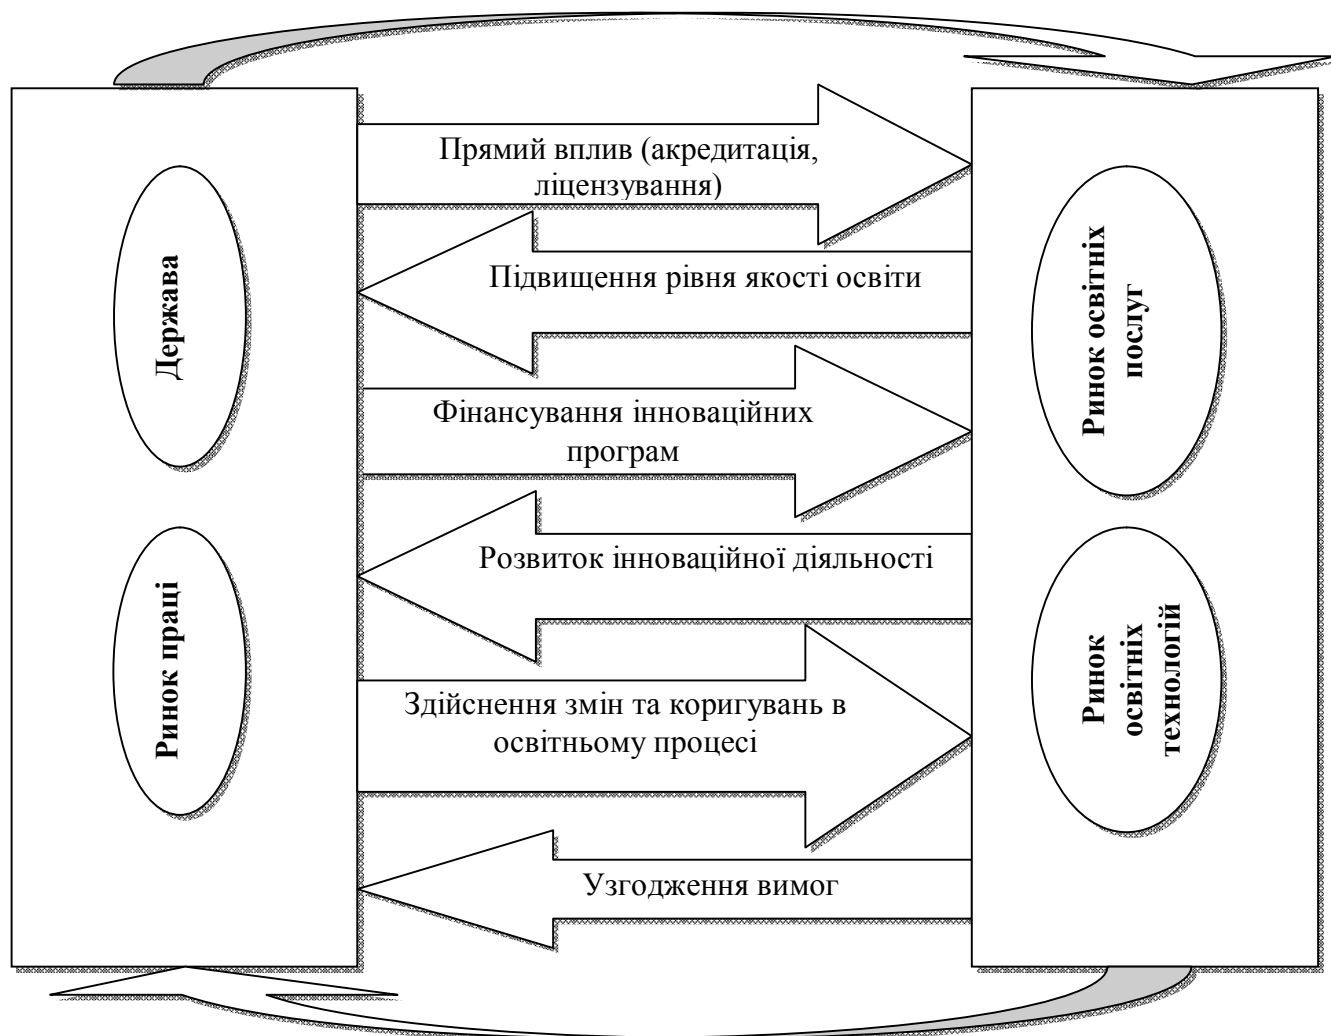 Прямий вплив (акредитація,
ліцензування)
Держава
Підвищення рівня якості освіти
Ринок освітніх
послуг
Фінансування інноваційних
програм
Розвиток інноваційної діяльності
Ринок праці
Здійснення змін та коригувань в
освітньому процесі
Ринок
освітніх
технологій
Узгодження вимог